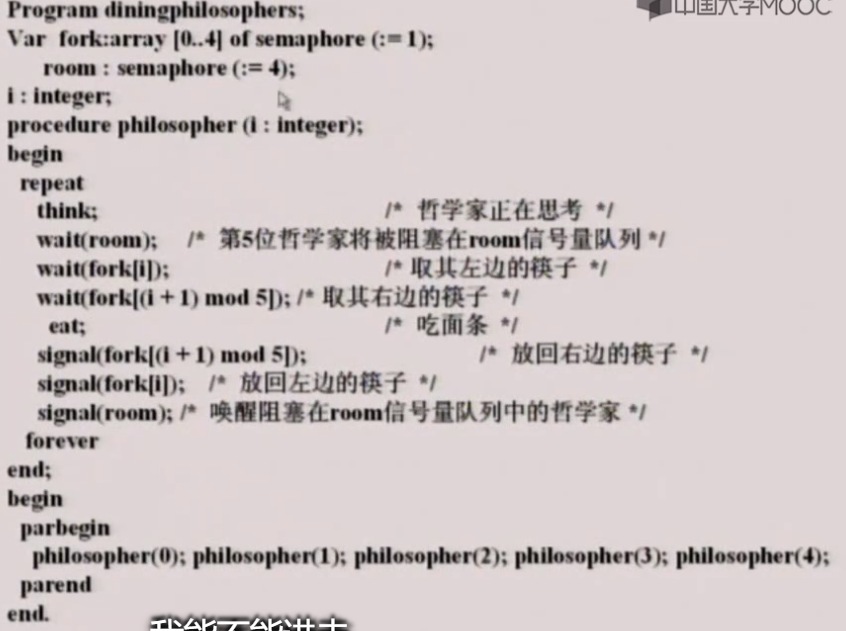 中国大学MOOC
Program diningphilosophers;
Var fork:array [0..4] of semaphore (:= 1);
room : semaphore (:= 4);
i : integer;
procedure philosopher (i : integer);
begin
repeat
think; /* 哲学家正在思考 */
wait(room); /* 第5位哲学家将被阻塞在room信号量队列 */
wait(fork[i]); /* 取其左边的筷子 */
wait(fork[(i + 1) mod 5]); /* 取其右边的筷子 */
eat; /* 吃面条 */
signal(fork[(i + 1) mod 5]); /* 放回右边的筷子 */
signal(fork[i]); /* 放回左边的筷子 */
signal(room); /* 唤醒阻塞在room信号量队列中的哲学家 */
forever
end;
begin
parbegin
philosopher(0); philosopher(1); philosopher(2); philosopher(3); philosopher(4);
parend
end.
我能不能进去